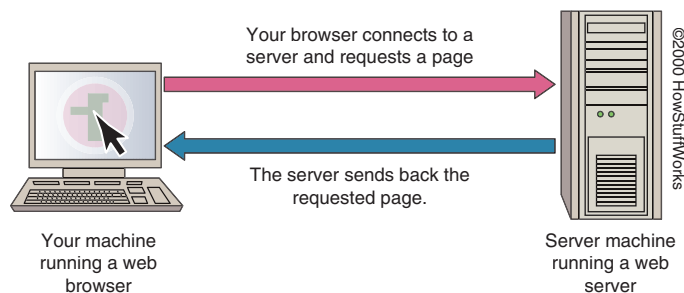 Your browser connects to a
server and requests a page
The server sends back the
requested page.
Your machine
running a web
browser
Server machine
running a web
server
©2000 HowStuffWorks